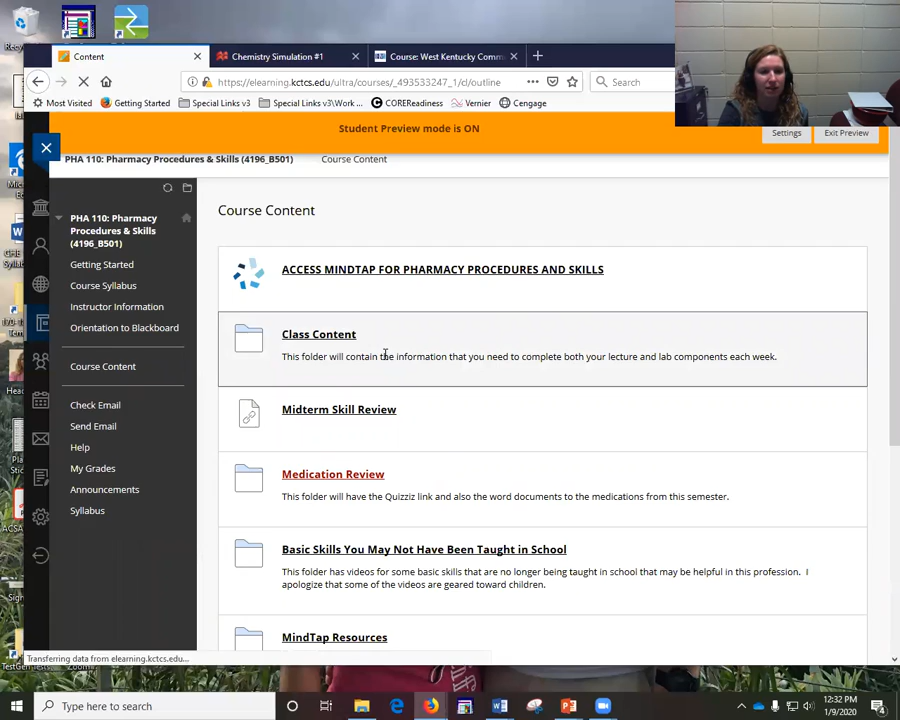 Recy
Content
Chemistry Simulation #1
Course: West Kentucky Comm
https://elearning.kctcs.edu/ultra/courses/_493533247_1/cl/outline
Search
Most Visited
Getting Started
Special Links v3
Special Links v3\Work ...
COREReadiness
Vernier
Cengage
Student Preview mode is ON
Settings
Exit Preview
PHA 110: Pharmacy Procedures & Skills (4196_B501)
Course Content
PHA 110: Pharmacy
Procedures & Skills
(4196_B501)
Getting Started
Course Syllabus
Instructor Information
Orientation to Blackboard
Course Content
Check Email
Send Email
Help
My Grades
Announcements
Syllabus
Course Content
ACCESS MINDTAP FOR PHARMACY PROCEDURES AND SKILLS
Class Content
This folder will contain the information that you need to complete both your lecture and lab components each week.
Midterm Skill Review
Medication Review
This folder will have the Quizziz link and also the word documents to the medications from this semester.
Basic Skills You May Not Have Been Taught in School
This folder has videos for some basic skills that are no longer being taught in school that may be helpful in this profession. I
apologize that some of the videos are geared toward children.
MindTap Resources
Transferring data from elearning.kctcs.edu...
Type here to search
12:32 PM
1/9/2020